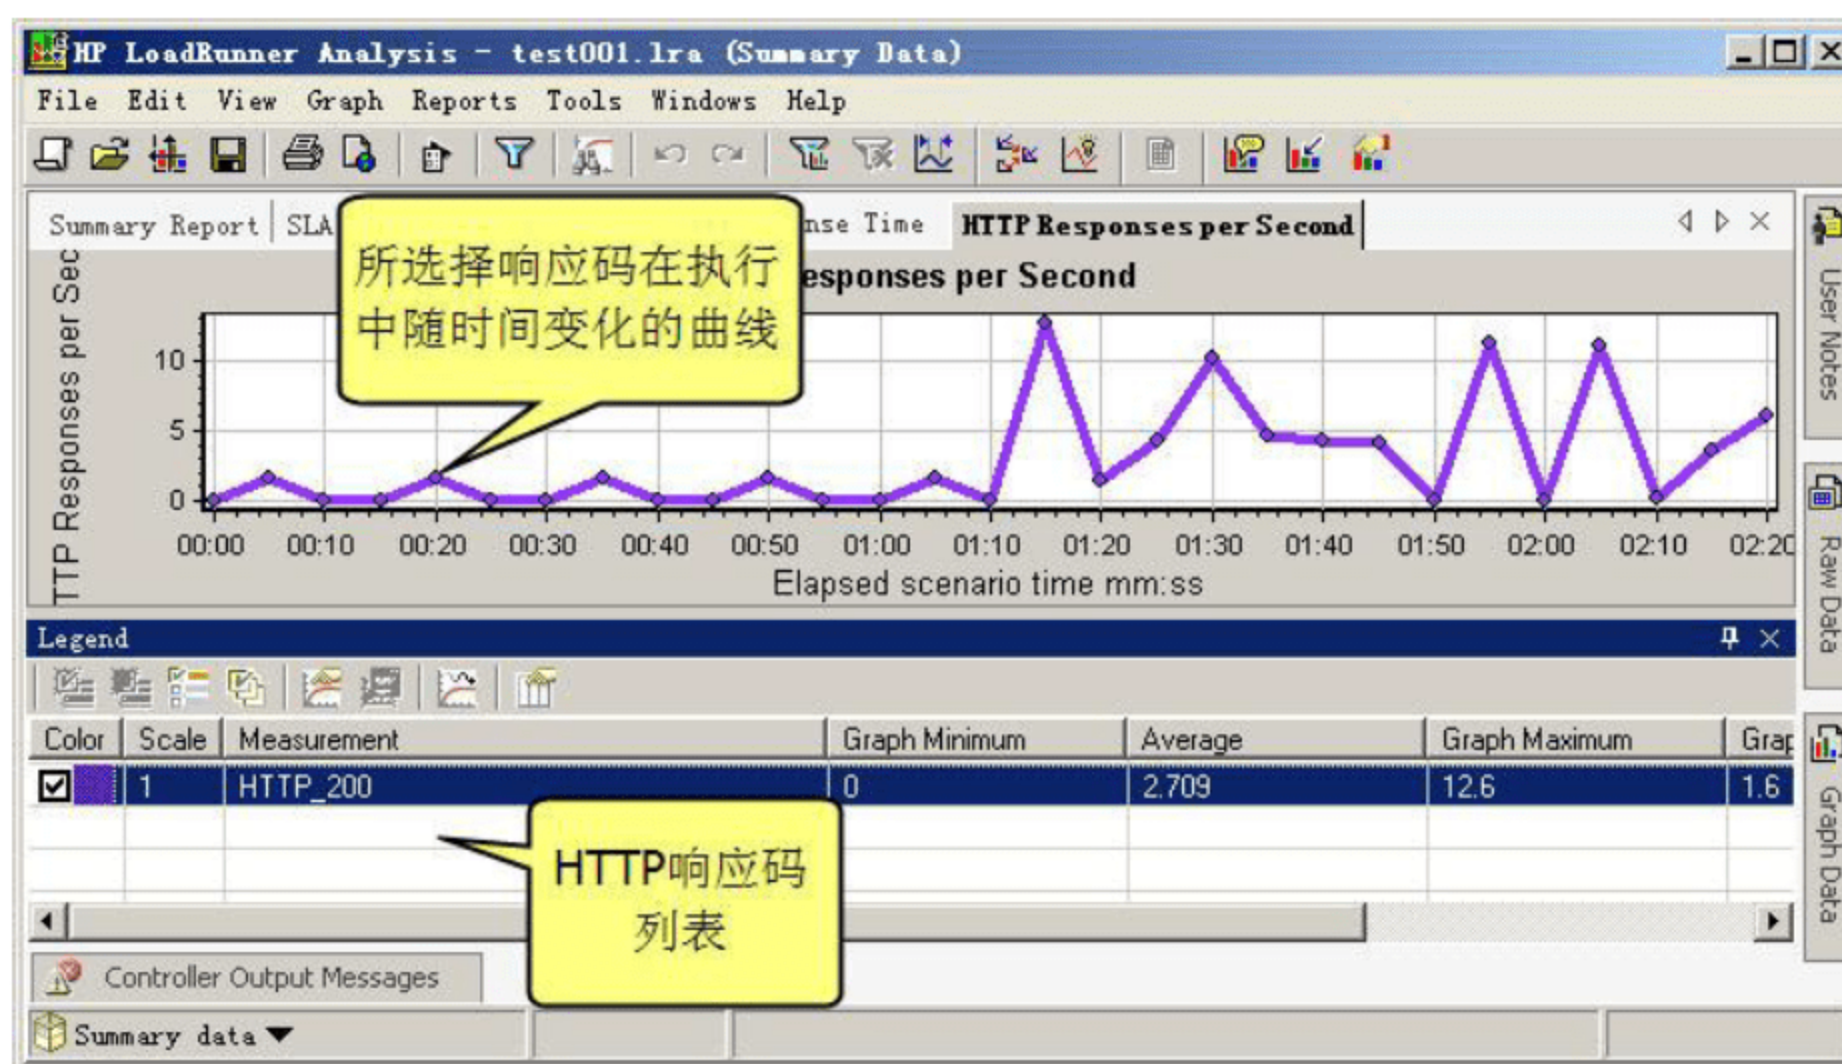 HP LoadRunner Analysis - test001.lra (Summary Data)
File Edit View Graph Reports Tools Windows Help
Summary Report SLA nse Time HTTP Responses per Second
所选择响应码在执行
中随时间变化的曲线
esponses per Second
TTP Responses per Sec
10
5
0
00:00 00:10 00:20 00:30 00:40 00:50 01:00 01:10 01:20 01:30 01:40 01:50 02:00 02:10 02:20
Elapsed scenario time mm:ss
User Notes
Raw Data
Graph Data
Legend
Color Scale Measurement Graph Minimum Average Graph Maximum Grap
1 HTTP_200 0 2.709 12.6 1.6
HTTP响应码
列表
Controller Output Messages
Summary data